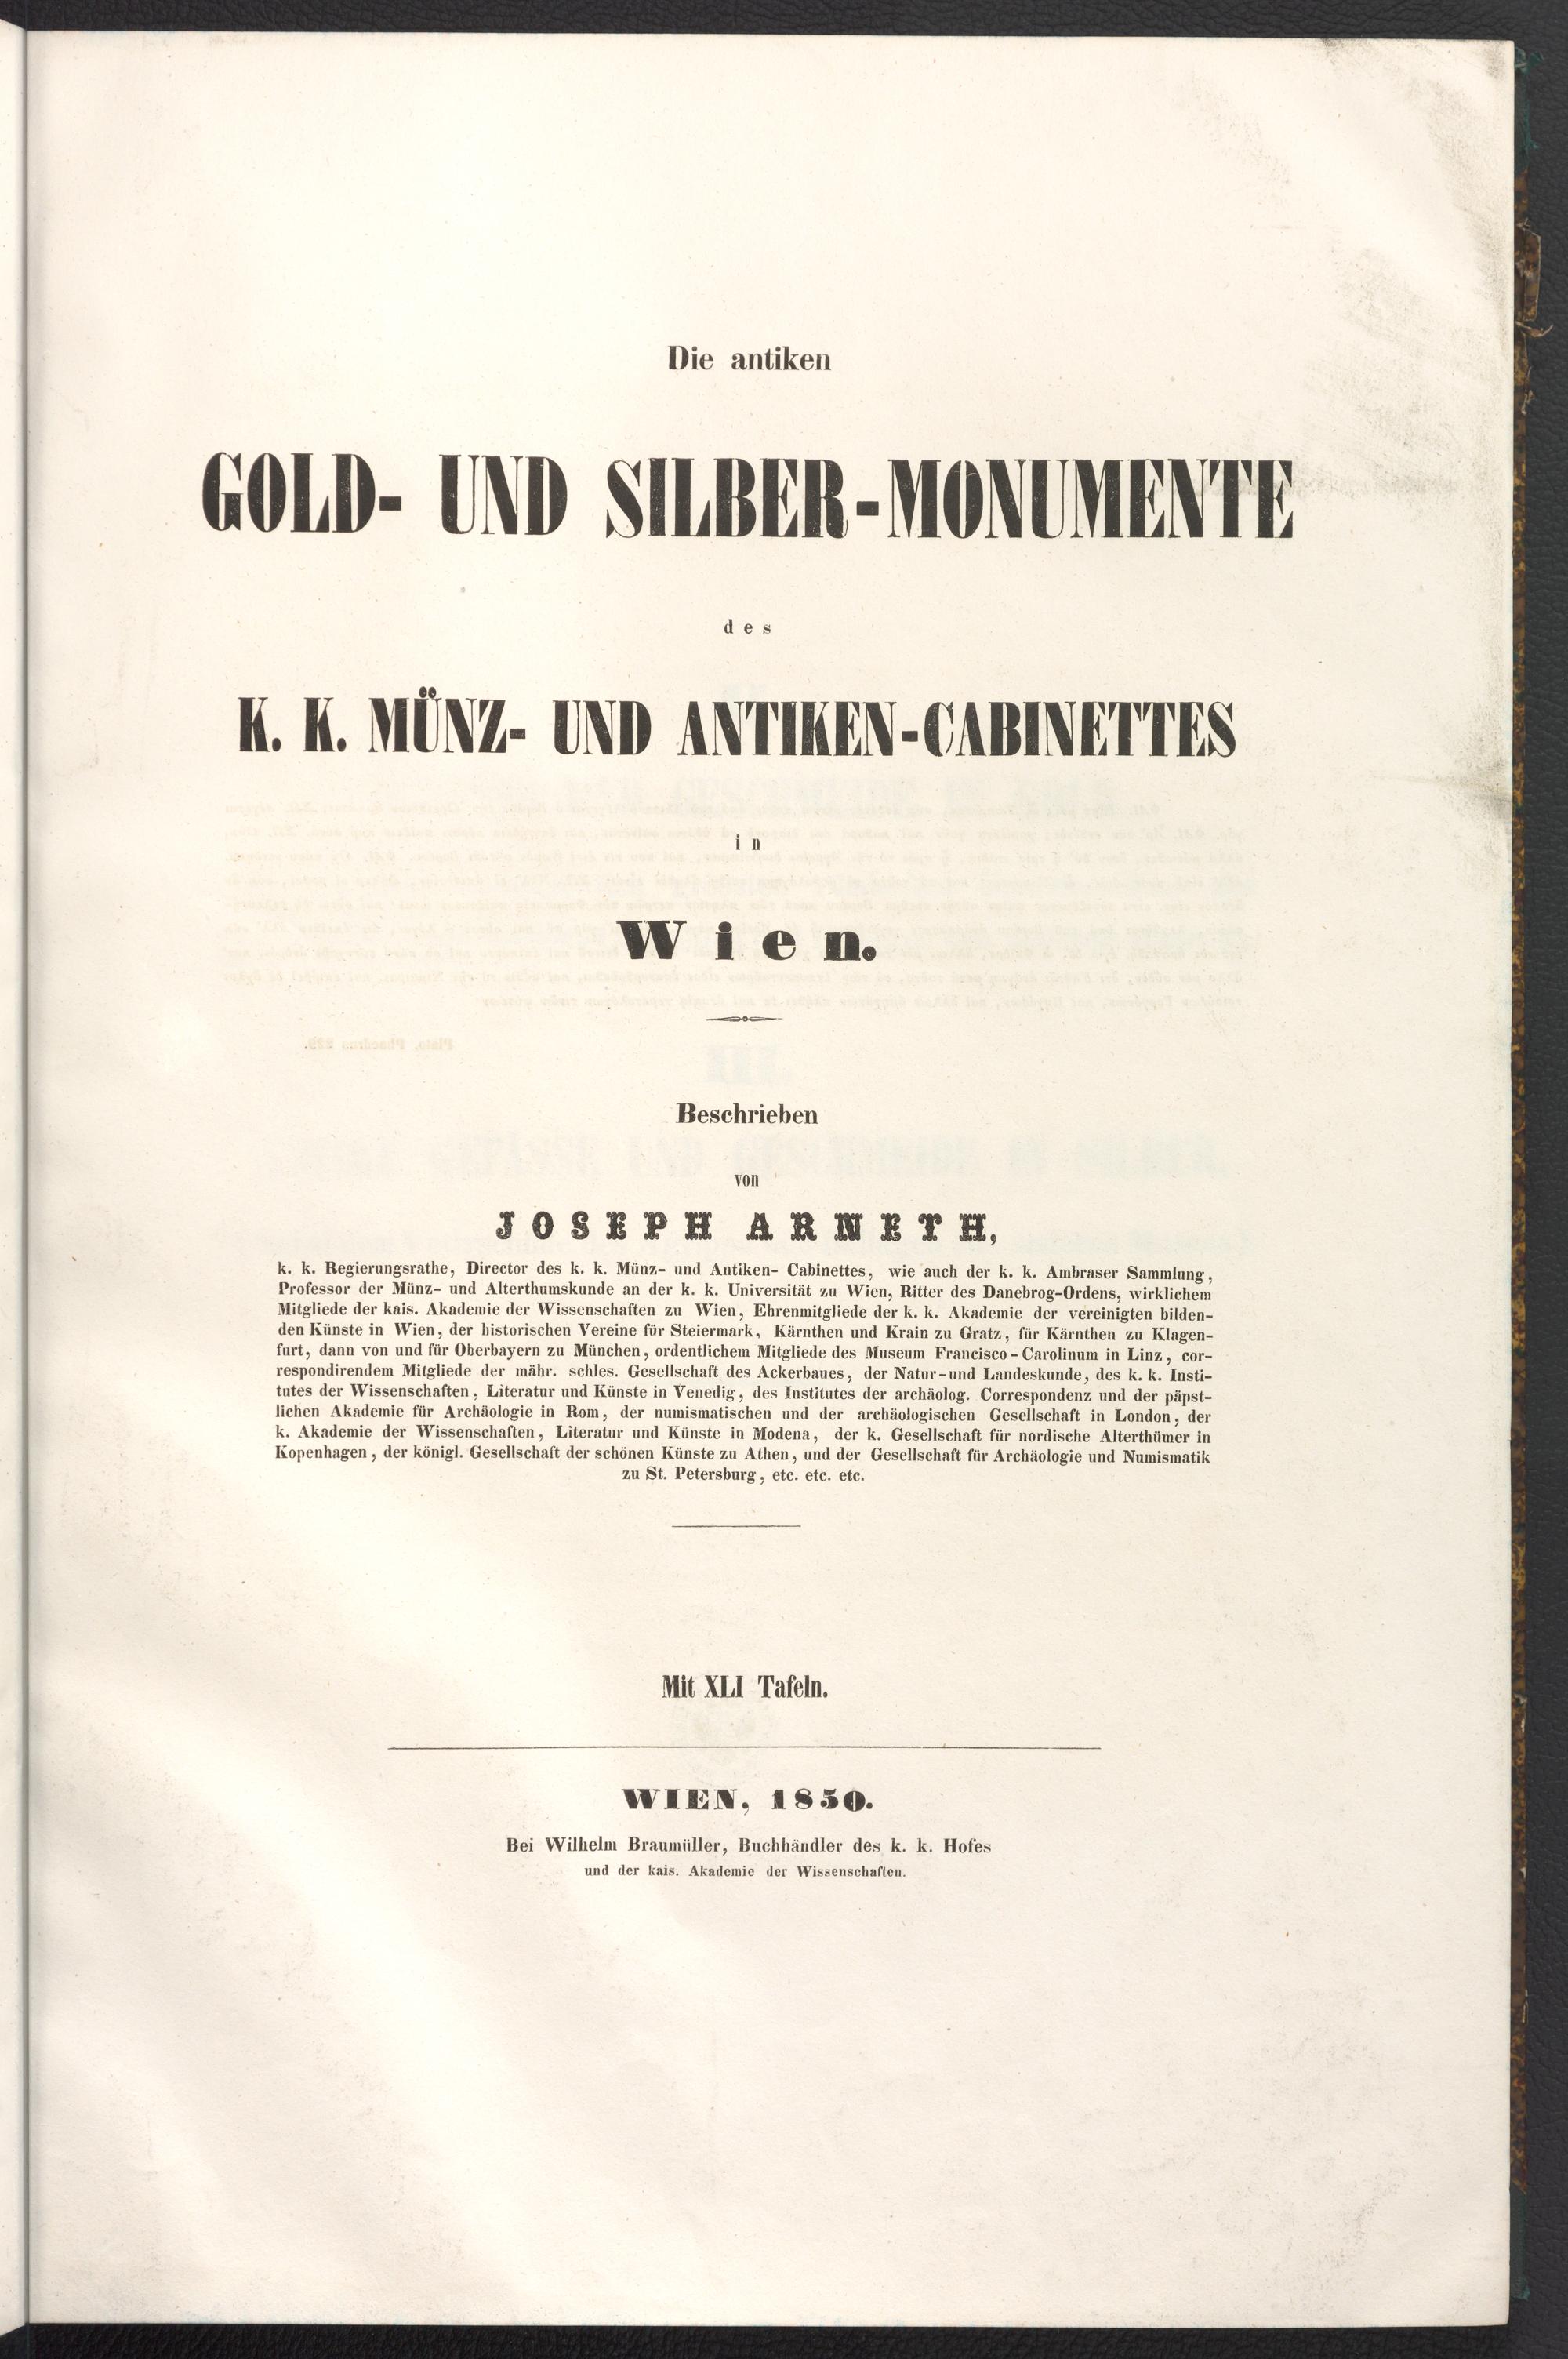 Die antiken
GOLD- UND SILBER-MONUMENTE
des
K. K. MÜNZ- UND ANTIKEN-CABINETTES
in
Wien.
Beschrieben
von
JOSEPH ARNETH,
k. k. Regierungsrathe, Director des k. k. Münz- und Antiken- Cabinettes, wie auch der k. k. Ambraser Sammlung,
Professor der Münz- und Alterthumskunde an der k. k. Universität zu Wien, Ritter des Danebrog-Ordens, wirklichem
Mitgliede der kais. Akademie der Wissenschaften zu Wien, Ehrenmitgliede der k. k. Akademie der vereinigten bilden-
den Künste in Wien, der historischen Vereine für Steiermark, Kärnthen und Krain zu Gratz, für Kärnthen zu Klagen-
furt, dann von und für Oberbayern zu München, ordentlichem Mitgliede des Museum Francisco-Carolinum in Linz, cor-
respondirendem Mitgliede der mähr. schles. Gesellschaft des Ackerbaues, der Natur-und Landeskunde, des k. k. Insti-
tutes der Wissenschaften, Literatur und Künste in Venedig, des Institutes der archäolog. Correspondenz und der päpst-
lichen Akademie für Archäologie in Rom, der numismatischen und der archäologischen Gesellschaft in London, der
k. Akademie der Wissenschaften, Literatur und Künste in Modena, der k. Gesellschaft für nordische Alterthümer in
Kopenhagen, der königl. Gesellschaft der schönen Künste zu Athen, und der Gesellschaft für Archäologie und Numismatik
zu St. Petersburg, etc. etc. etc.
Mit XLI Tafeln.
WIEN, 1850.
Bei Wilhelm Braumüller, Buchhändler des k. k. Hofes
und der kais. Akademie der Wissenschaften.